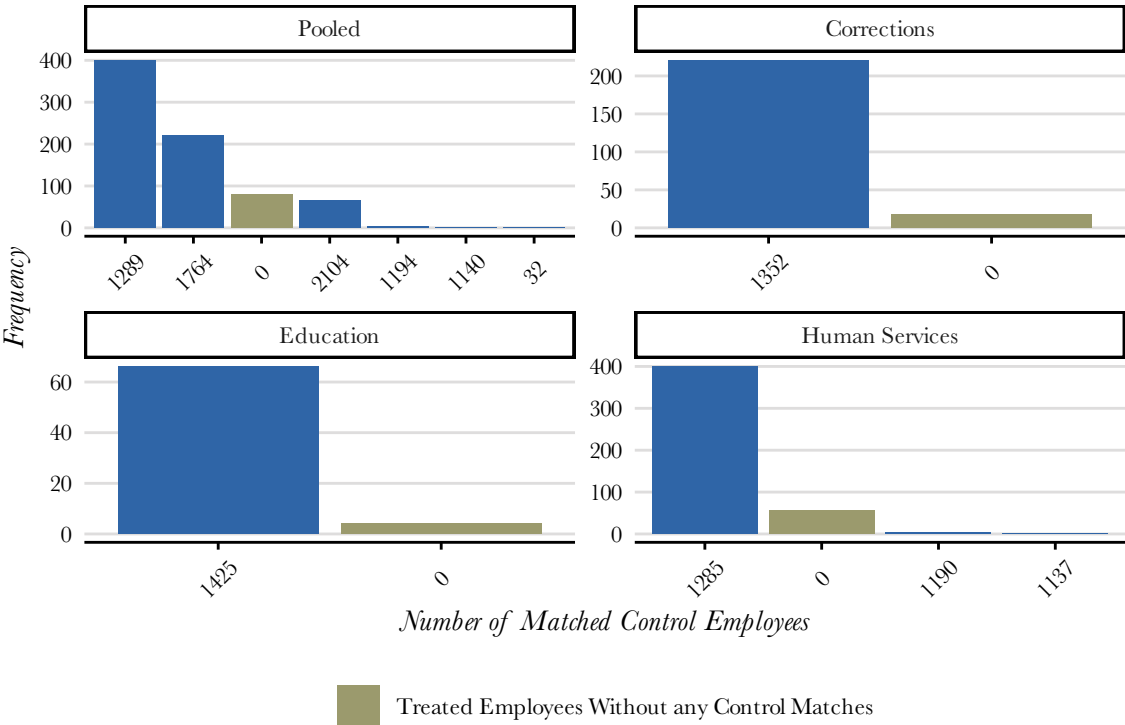 Pooled
Corrections
400
300
200
100
0
200
150
100
50
0
1289 1764 0 2104 1194 1140 32
1352 0
Frequency
Education
Human Services
60
40
20
0
400
300
200
100
0
1425 0
1285 0 1190 1137
Number of Matched Control Employees
Treated Employees Without any Control Matches